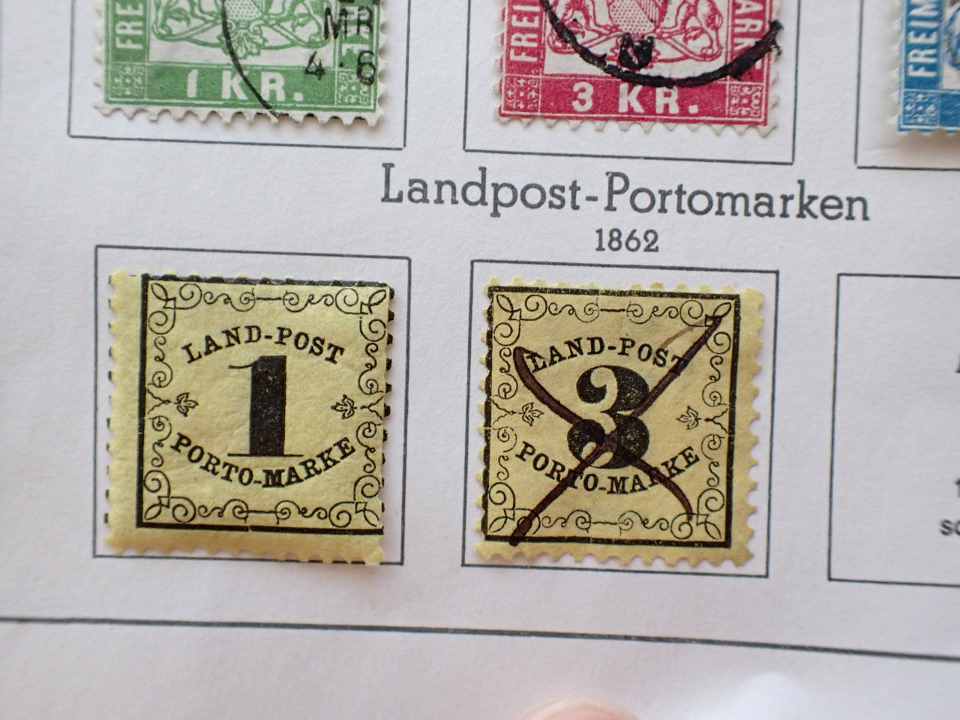 MR
4·6
FREI
1 KR.
FREI
3 KR.
MAR
FREIM
Landpost-Portomarken
1862
LAND-POST
1
PORTO-MARKE
LAND-POST
3
PORTO-MARKE